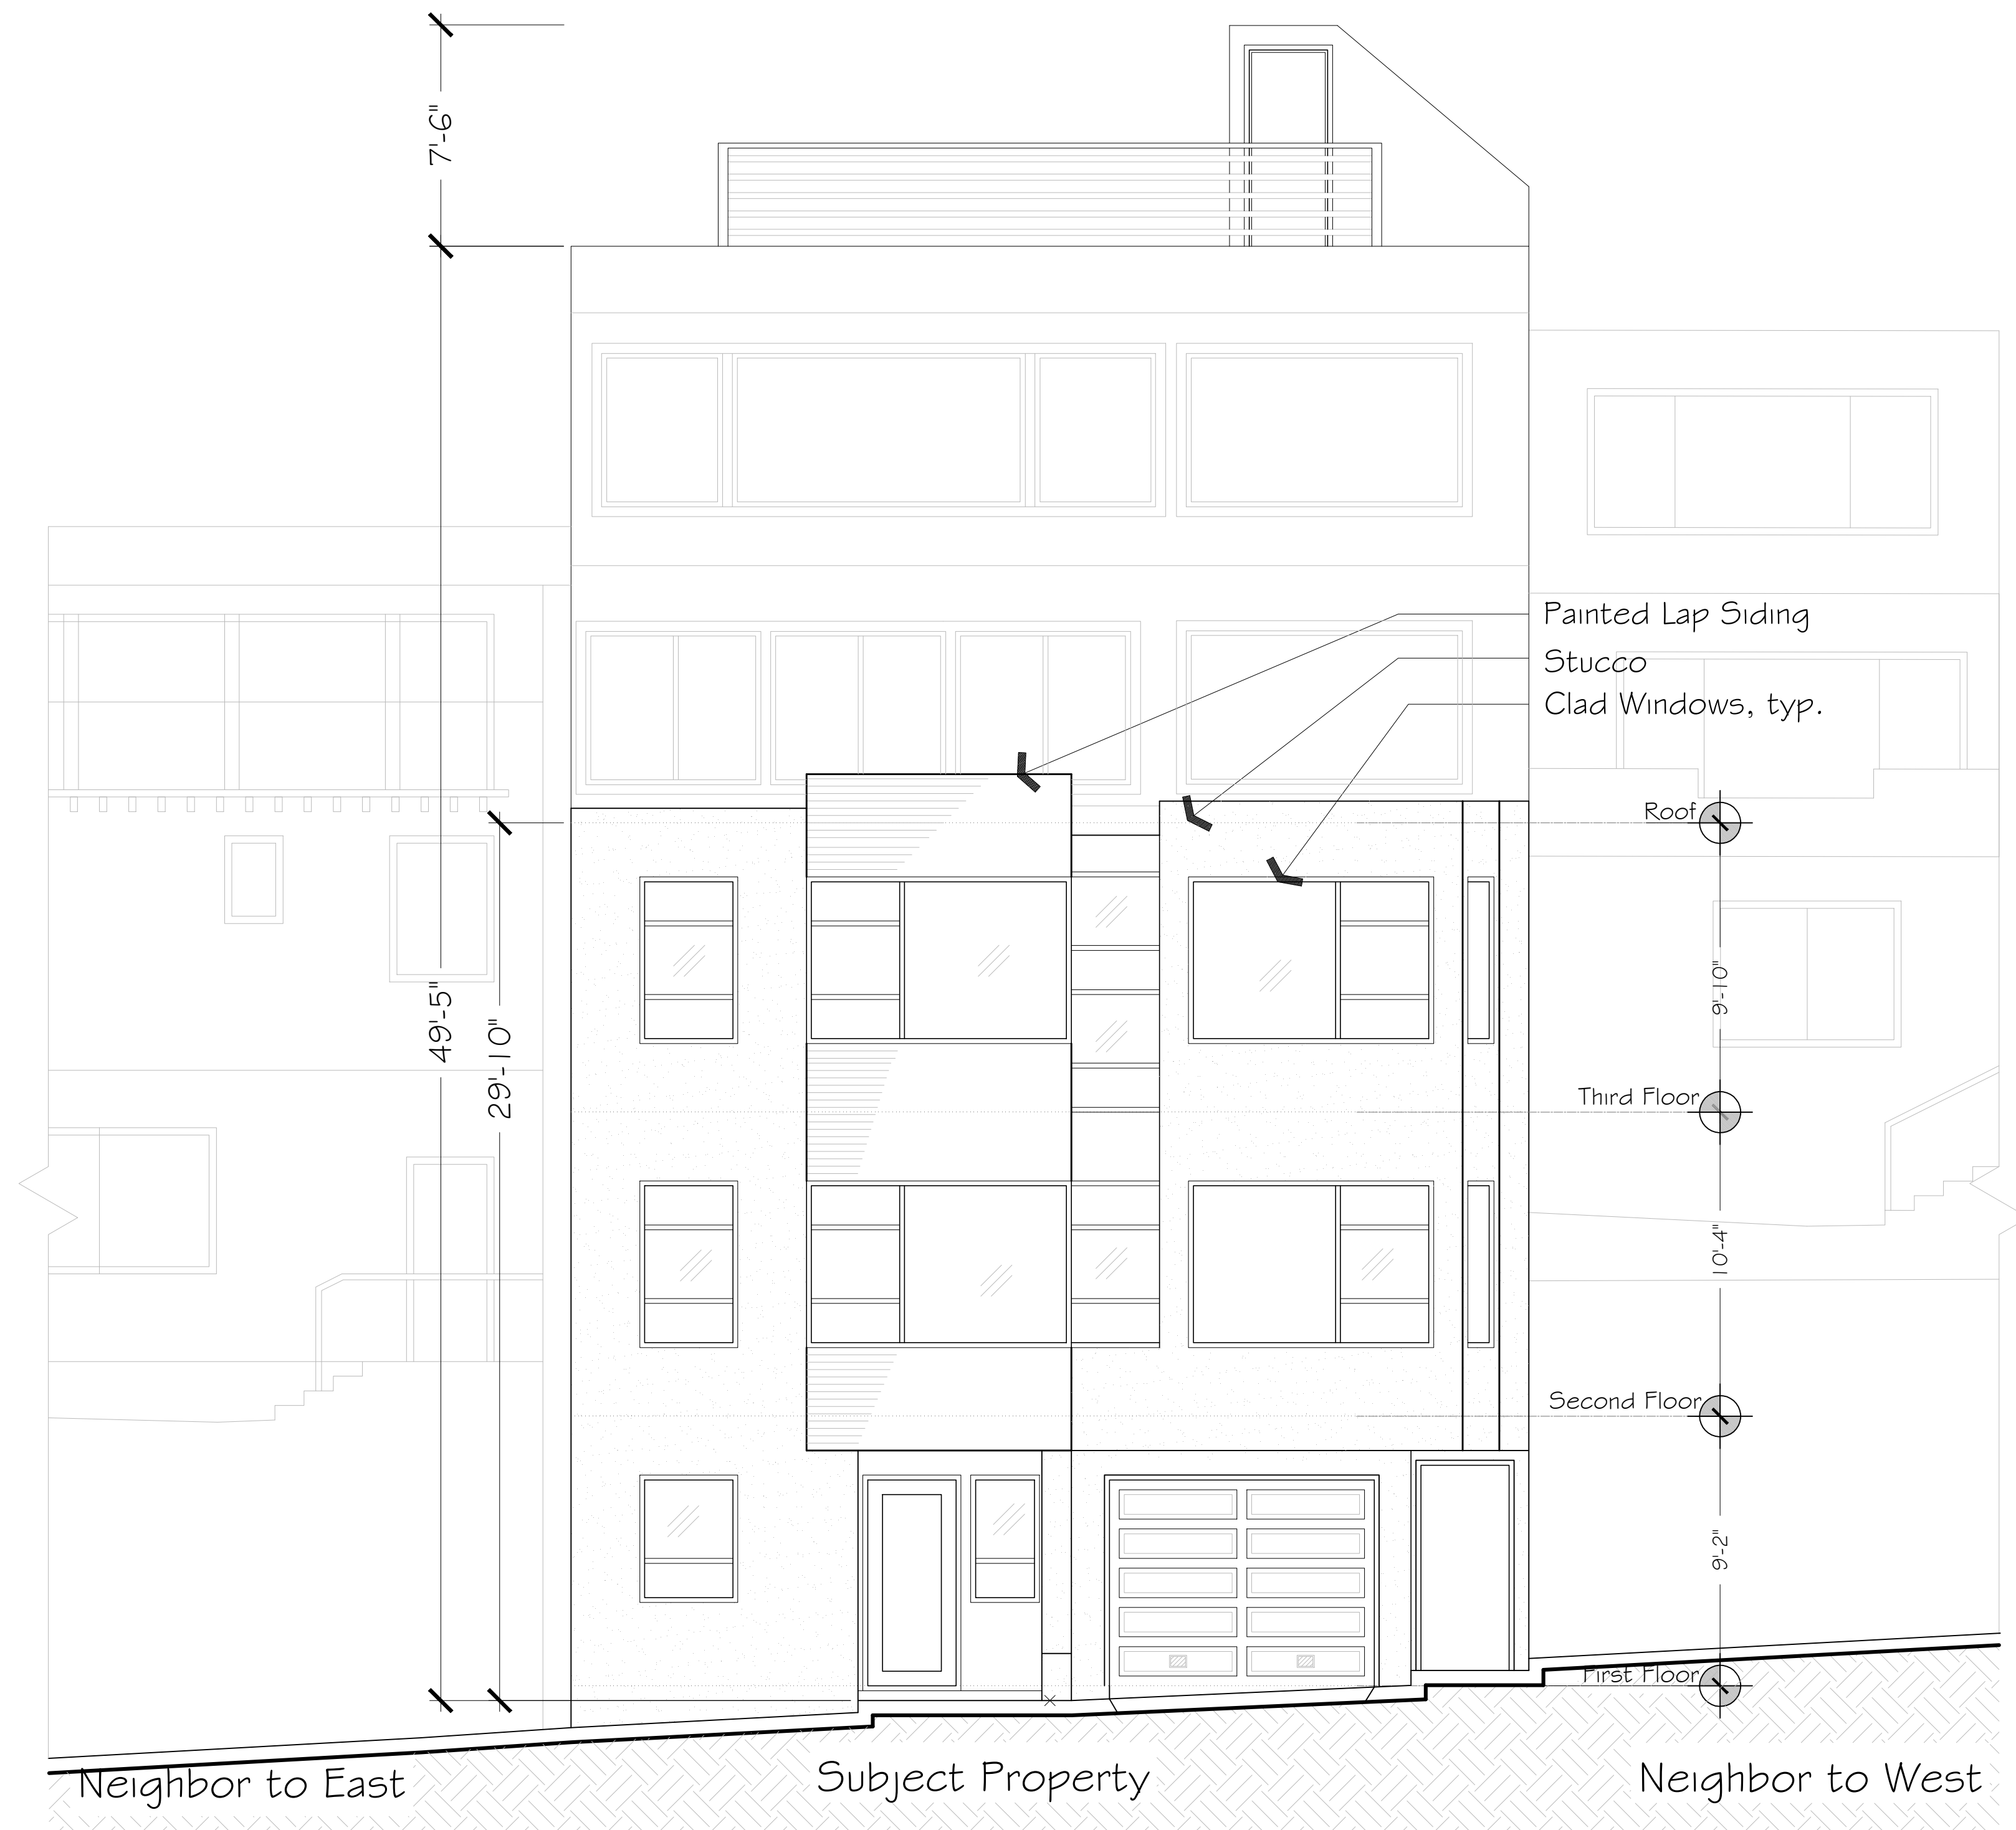 7'-6"
Painted Lap Siding
Stucco
Clad Windows, typ.
Roof
9'-10"
49'-5"
29'-10"
Third Floor
10'-4"
Second Floor
9'-2"
First Floor
Neighbor to East
Subject Property
Neighbor to West